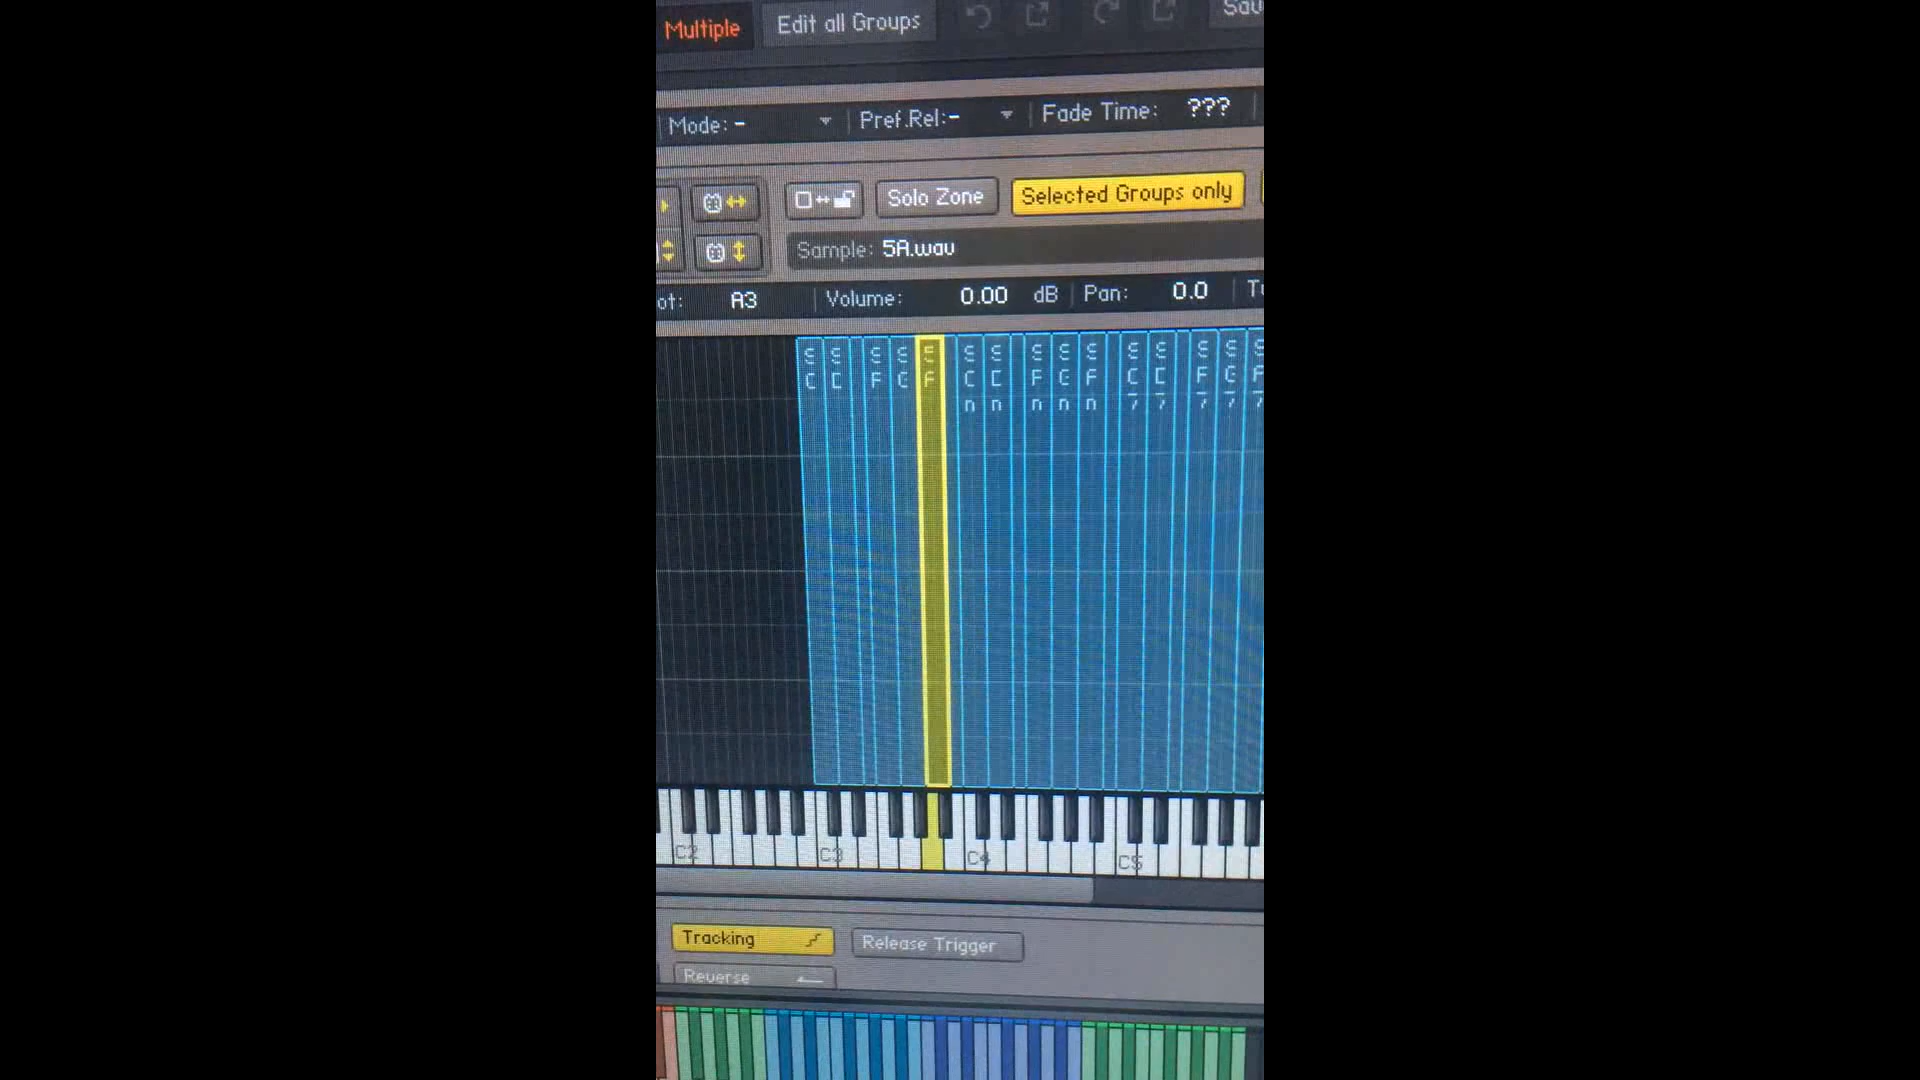 Multiple Edit all Groups
Mode: - Pref.Rel:- Fade Time: ???
Solo Zone Selected Groups only
Sample: 5A.wav
A3 Volume: 0.00 dB Pan: 0.0
C2 C3 C4 C5
Tracking Release Trigger
Reverse